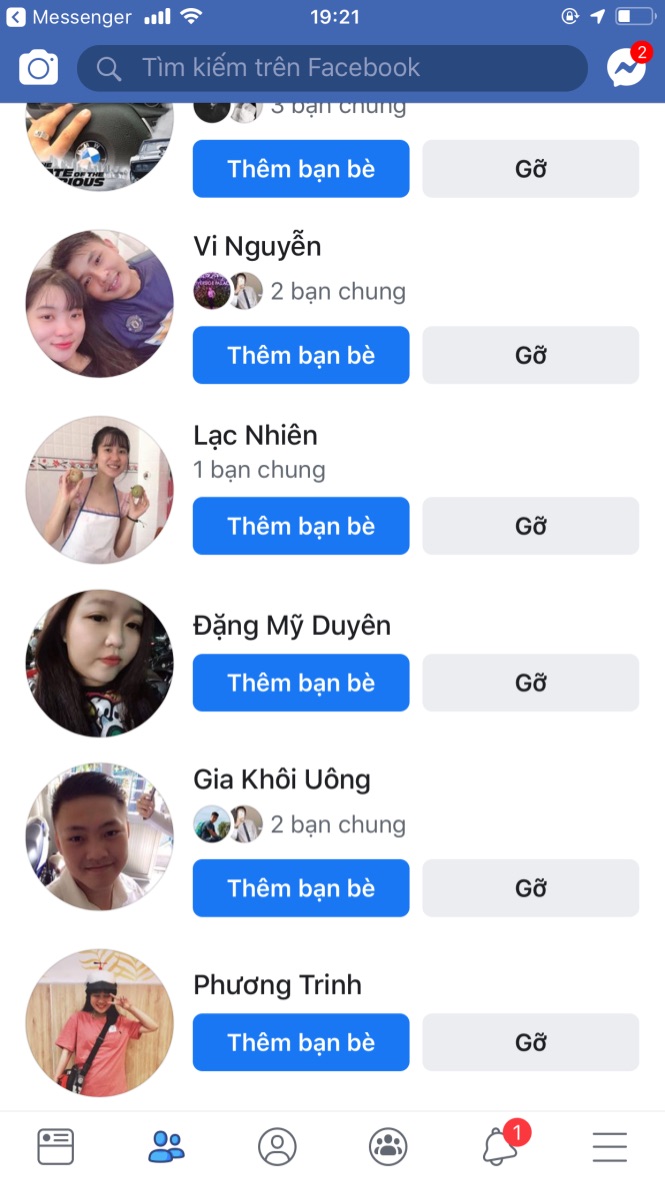 Messenger
19:21
Tìm kiếm trên Facebook
2
3 bạn chung
Thêm bạn bè
Gỡ
Vi Nguyễn
2 bạn chung
Thêm bạn bè
Gỡ
Lạc Nhiên
1 bạn chung
Thêm bạn bè
Gỡ
Đặng Mỹ Duyên
Thêm bạn bè
Gỡ
Gia Khôi Uông
2 bạn chung
Thêm bạn bè
Gỡ
Phương Trinh
Thêm bạn bè
Gỡ
1